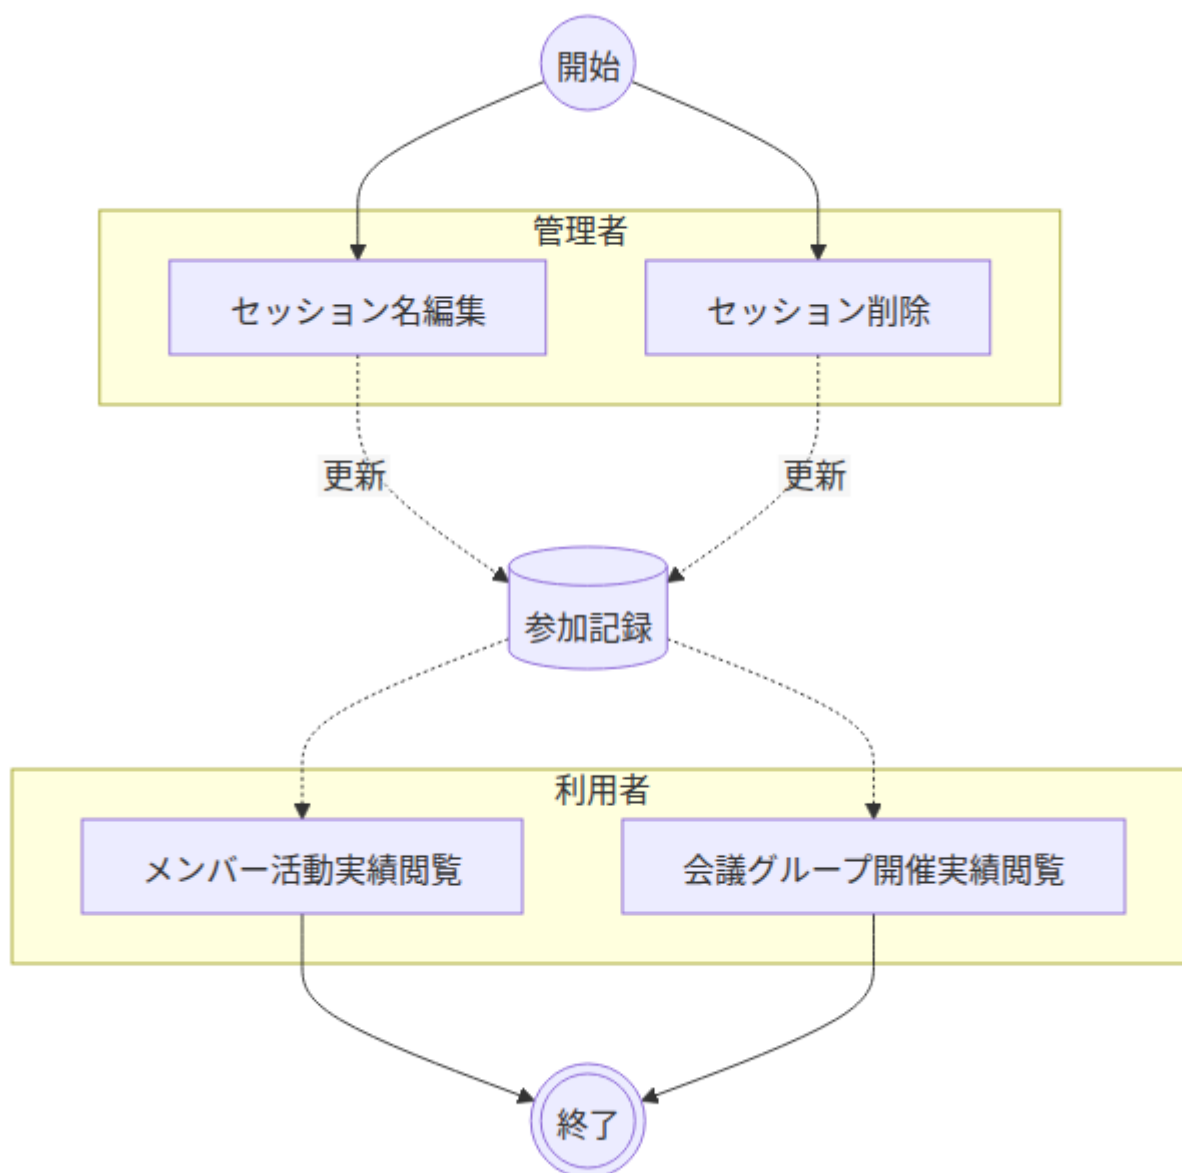 開始
管理者
セッション名編集
セッション削除
更新
更新
参加記録
利用者
メンバー活動実績閲覧
会議グループ開催実績閲覧
終了